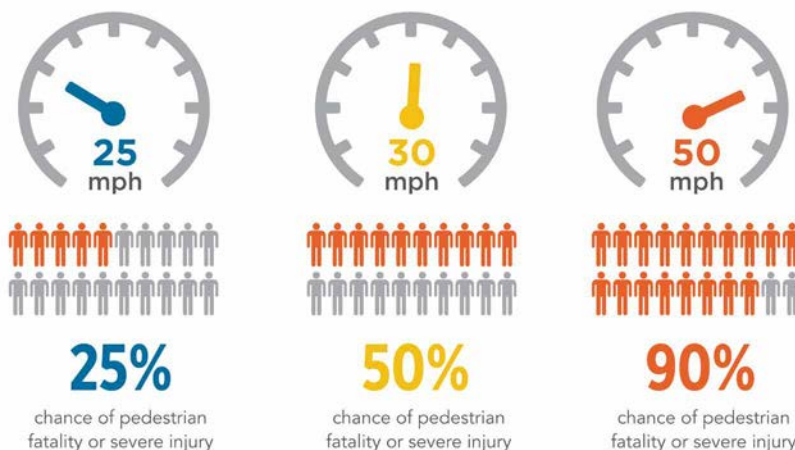 25
mph
25%
chance of pedestrian
fatality or severe injury
30
mph
50%
chance of pedestrian
fatality or severe injury
50
mph
90%
chance of pedestrian
fatality or severe injury